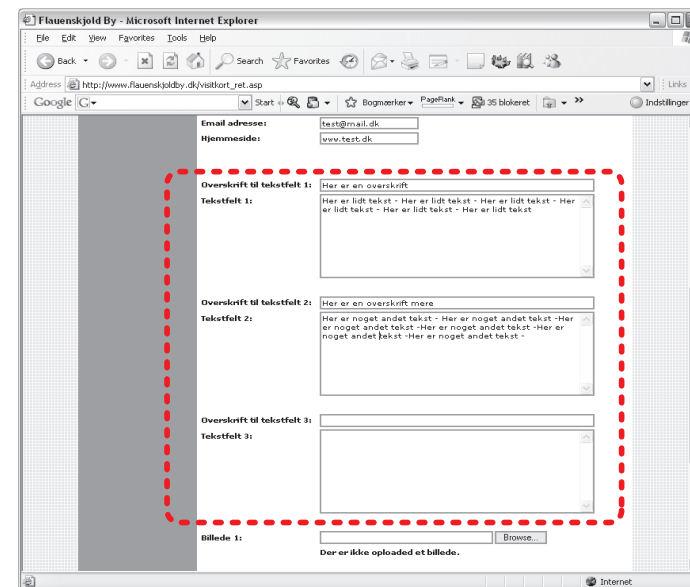 Flauenskjold By - Microsoft Internet Explorer
File Edit View Favorites Tools Help
Back Search Favorites
Address http://www.flauenskjoldby.dk/visitkort_ret.asp Links
Google G Start Bogmærker PageRank 35 blokeret » Indstillinger
Email adresse: test@mail.dk
Hjemmeside: www.test.dk
Overskrift til tekstfelt 1: Her er en overskrift
Tekstfelt 1: Her er lidt tekst - Her er lidt tekst - Her er lidt tekst - Her
er lidt tekst - Her er lidt tekst - Her er lidt tekst
Overskrift til tekstfelt 2: Her er en overskrift mere
Tekstfelt 2: Her er noget andet tekst - Her er noget andet tekst -Her
er noget andet tekst -Her er noget andet tekst -Her er
noget andet tekst -Her er noget andet tekst -
Overskrift til tekstfelt 3:
Tekstfelt 3:
Billede 1: Browse...
Der er ikke oploaded et billede.
Internet